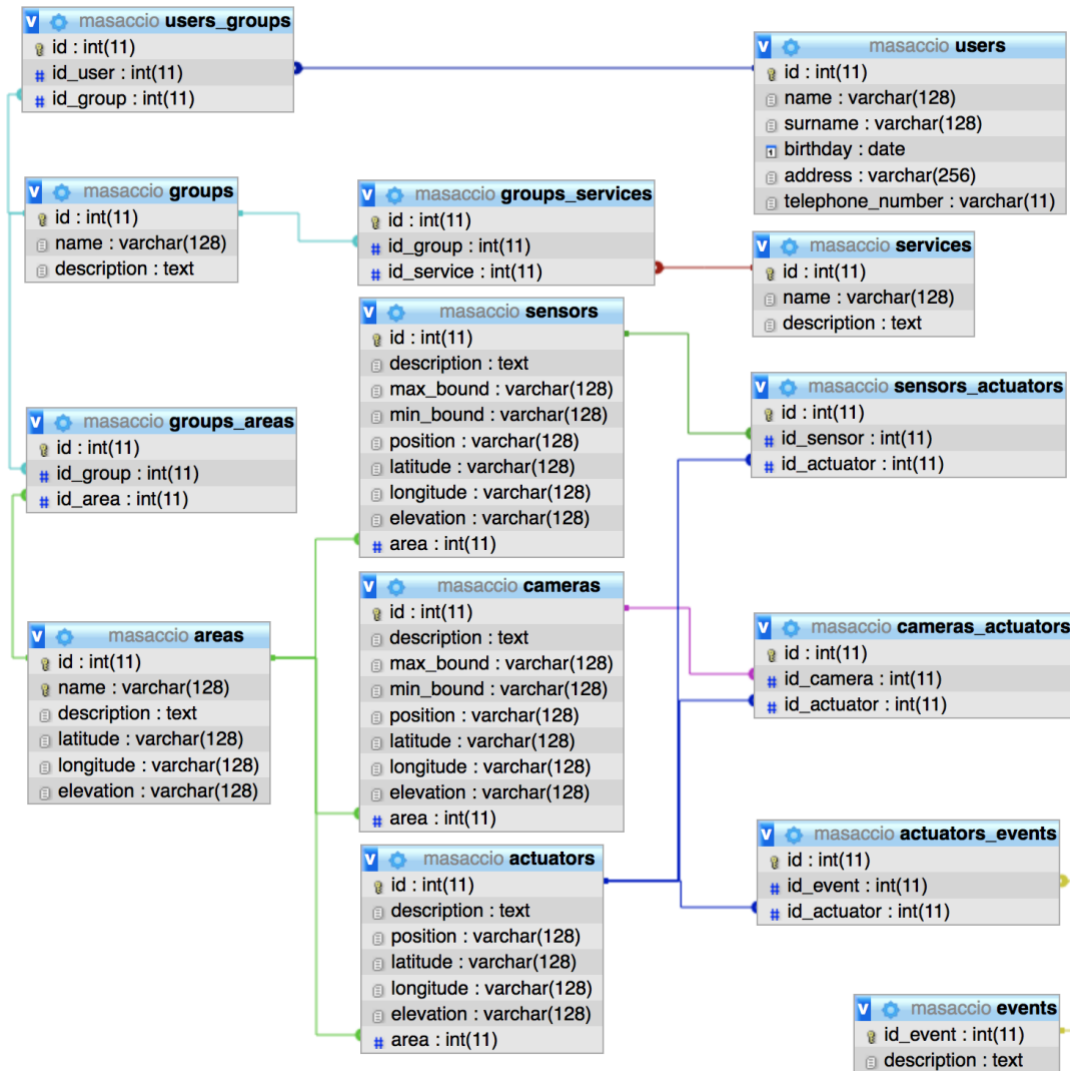 masaccio users_groups
id : int(11)
id_user : int(11)
id_group : int(11)
masaccio users
id : int(11)
name : varchar(128)
surname : varchar(128)
birthday : date
address : varchar(256)
telephone_number : varchar(11)
masaccio groups
id : int(11)
name : varchar(128)
description : text
masaccio groups_services
id : int(11)
id_group : int(11)
id_service : int(11)
masaccio services
id : int(11)
name : varchar(128)
description : text
masaccio sensors
id : int(11)
description : text
max_bound : varchar(128)
min_bound : varchar(128)
position : varchar(128)
latitude : varchar(128)
longitude : varchar(128)
elevation : varchar(128)
area : int(11)
masaccio sensors_actuators
id : int(11)
id_sensor : int(11)
id_actuator : int(11)
masaccio groups_areas
id : int(11)
id_group : int(11)
id_area : int(11)
masaccio cameras
id : int(11)
description : text
max_bound : varchar(128)
min_bound : varchar(128)
position : varchar(128)
latitude : varchar(128)
longitude : varchar(128)
elevation : varchar(128)
area : int(11)
masaccio cameras_actuators
id : int(11)
id_camera : int(11)
id_actuator : int(11)
masaccio areas
id : int(11)
name : varchar(128)
description : text
latitude : varchar(128)
longitude : varchar(128)
elevation : varchar(128)
masaccio actuators
id : int(11)
description : text
position : varchar(128)
latitude : varchar(128)
longitude : varchar(128)
elevation : varchar(128)
area : int(11)
masaccio actuators_events
id : int(11)
id_event : int(11)
id_actuator : int(11)
masaccio events
id_event : int(11)
description : text